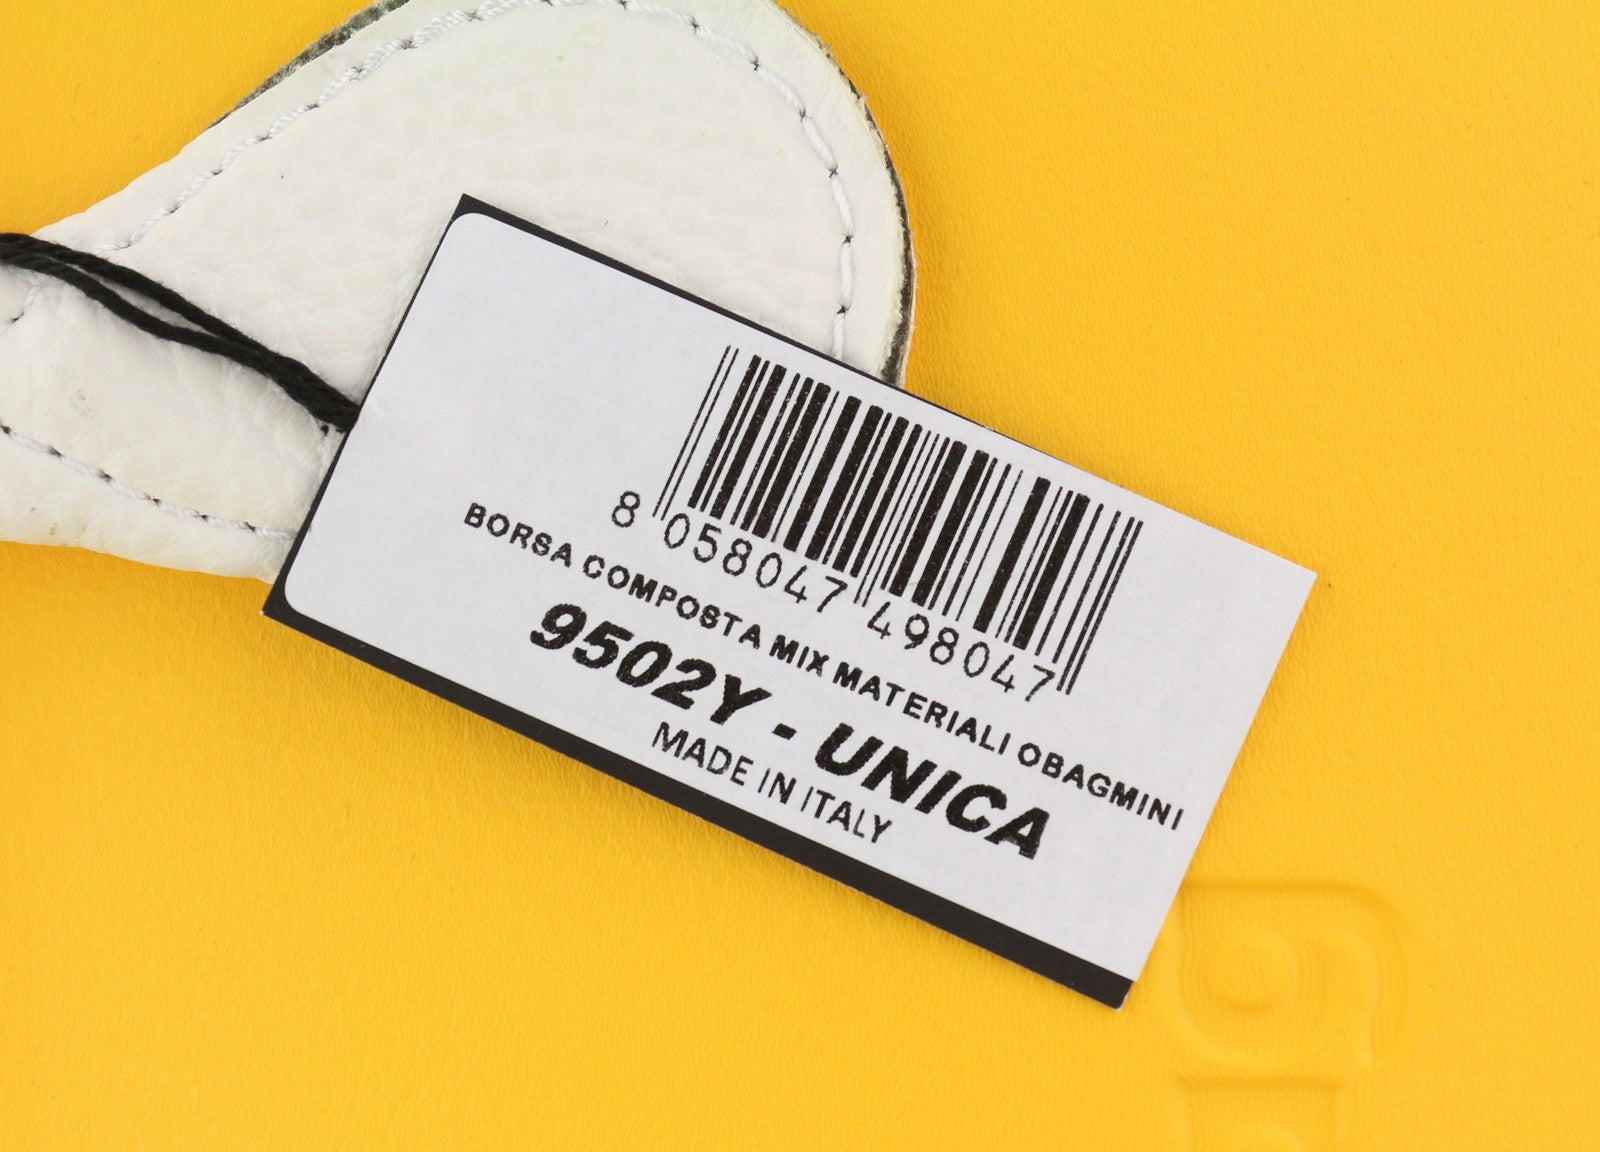 8 058047 498047
BORSA COMPOSTA MIX MATERIALI OBAGMINI
9502Y - UNICA
MADE IN ITALY